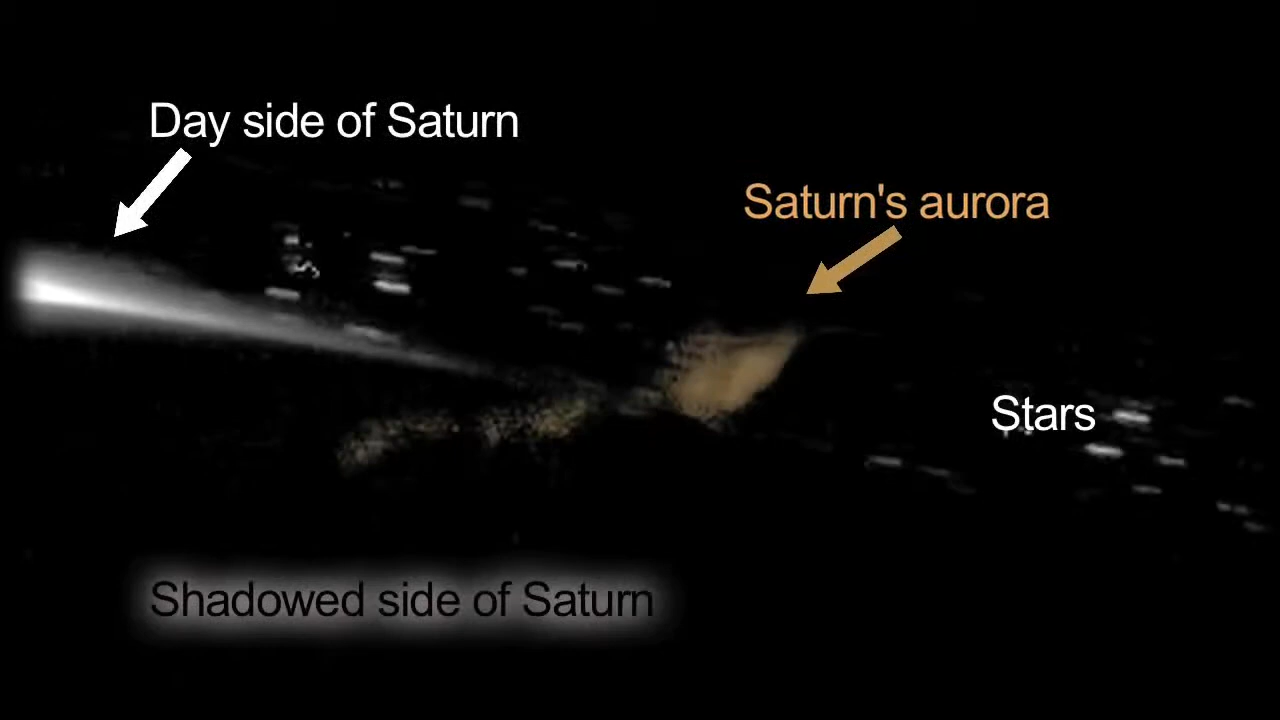 Day side of Saturn
Saturn's aurora
Stars
Shadowed side of Saturn